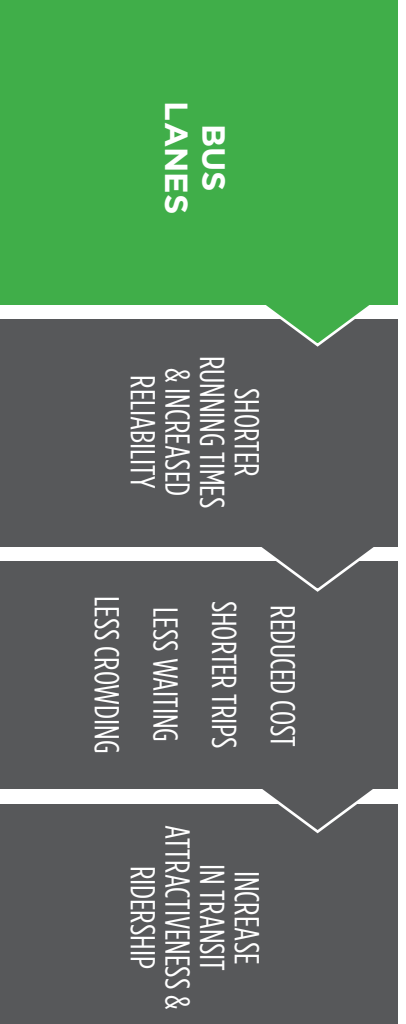 BUS
LANES
SHORTER
RUNNING TIMES
& INCREASED
RELIABILITY
REDUCED COST
SHORTER TRIPS
LESS WAITING
LESS CROWDING
INCREASE
IN TRANSIT
ATTRACTIVENESS &
RIDERSHIP